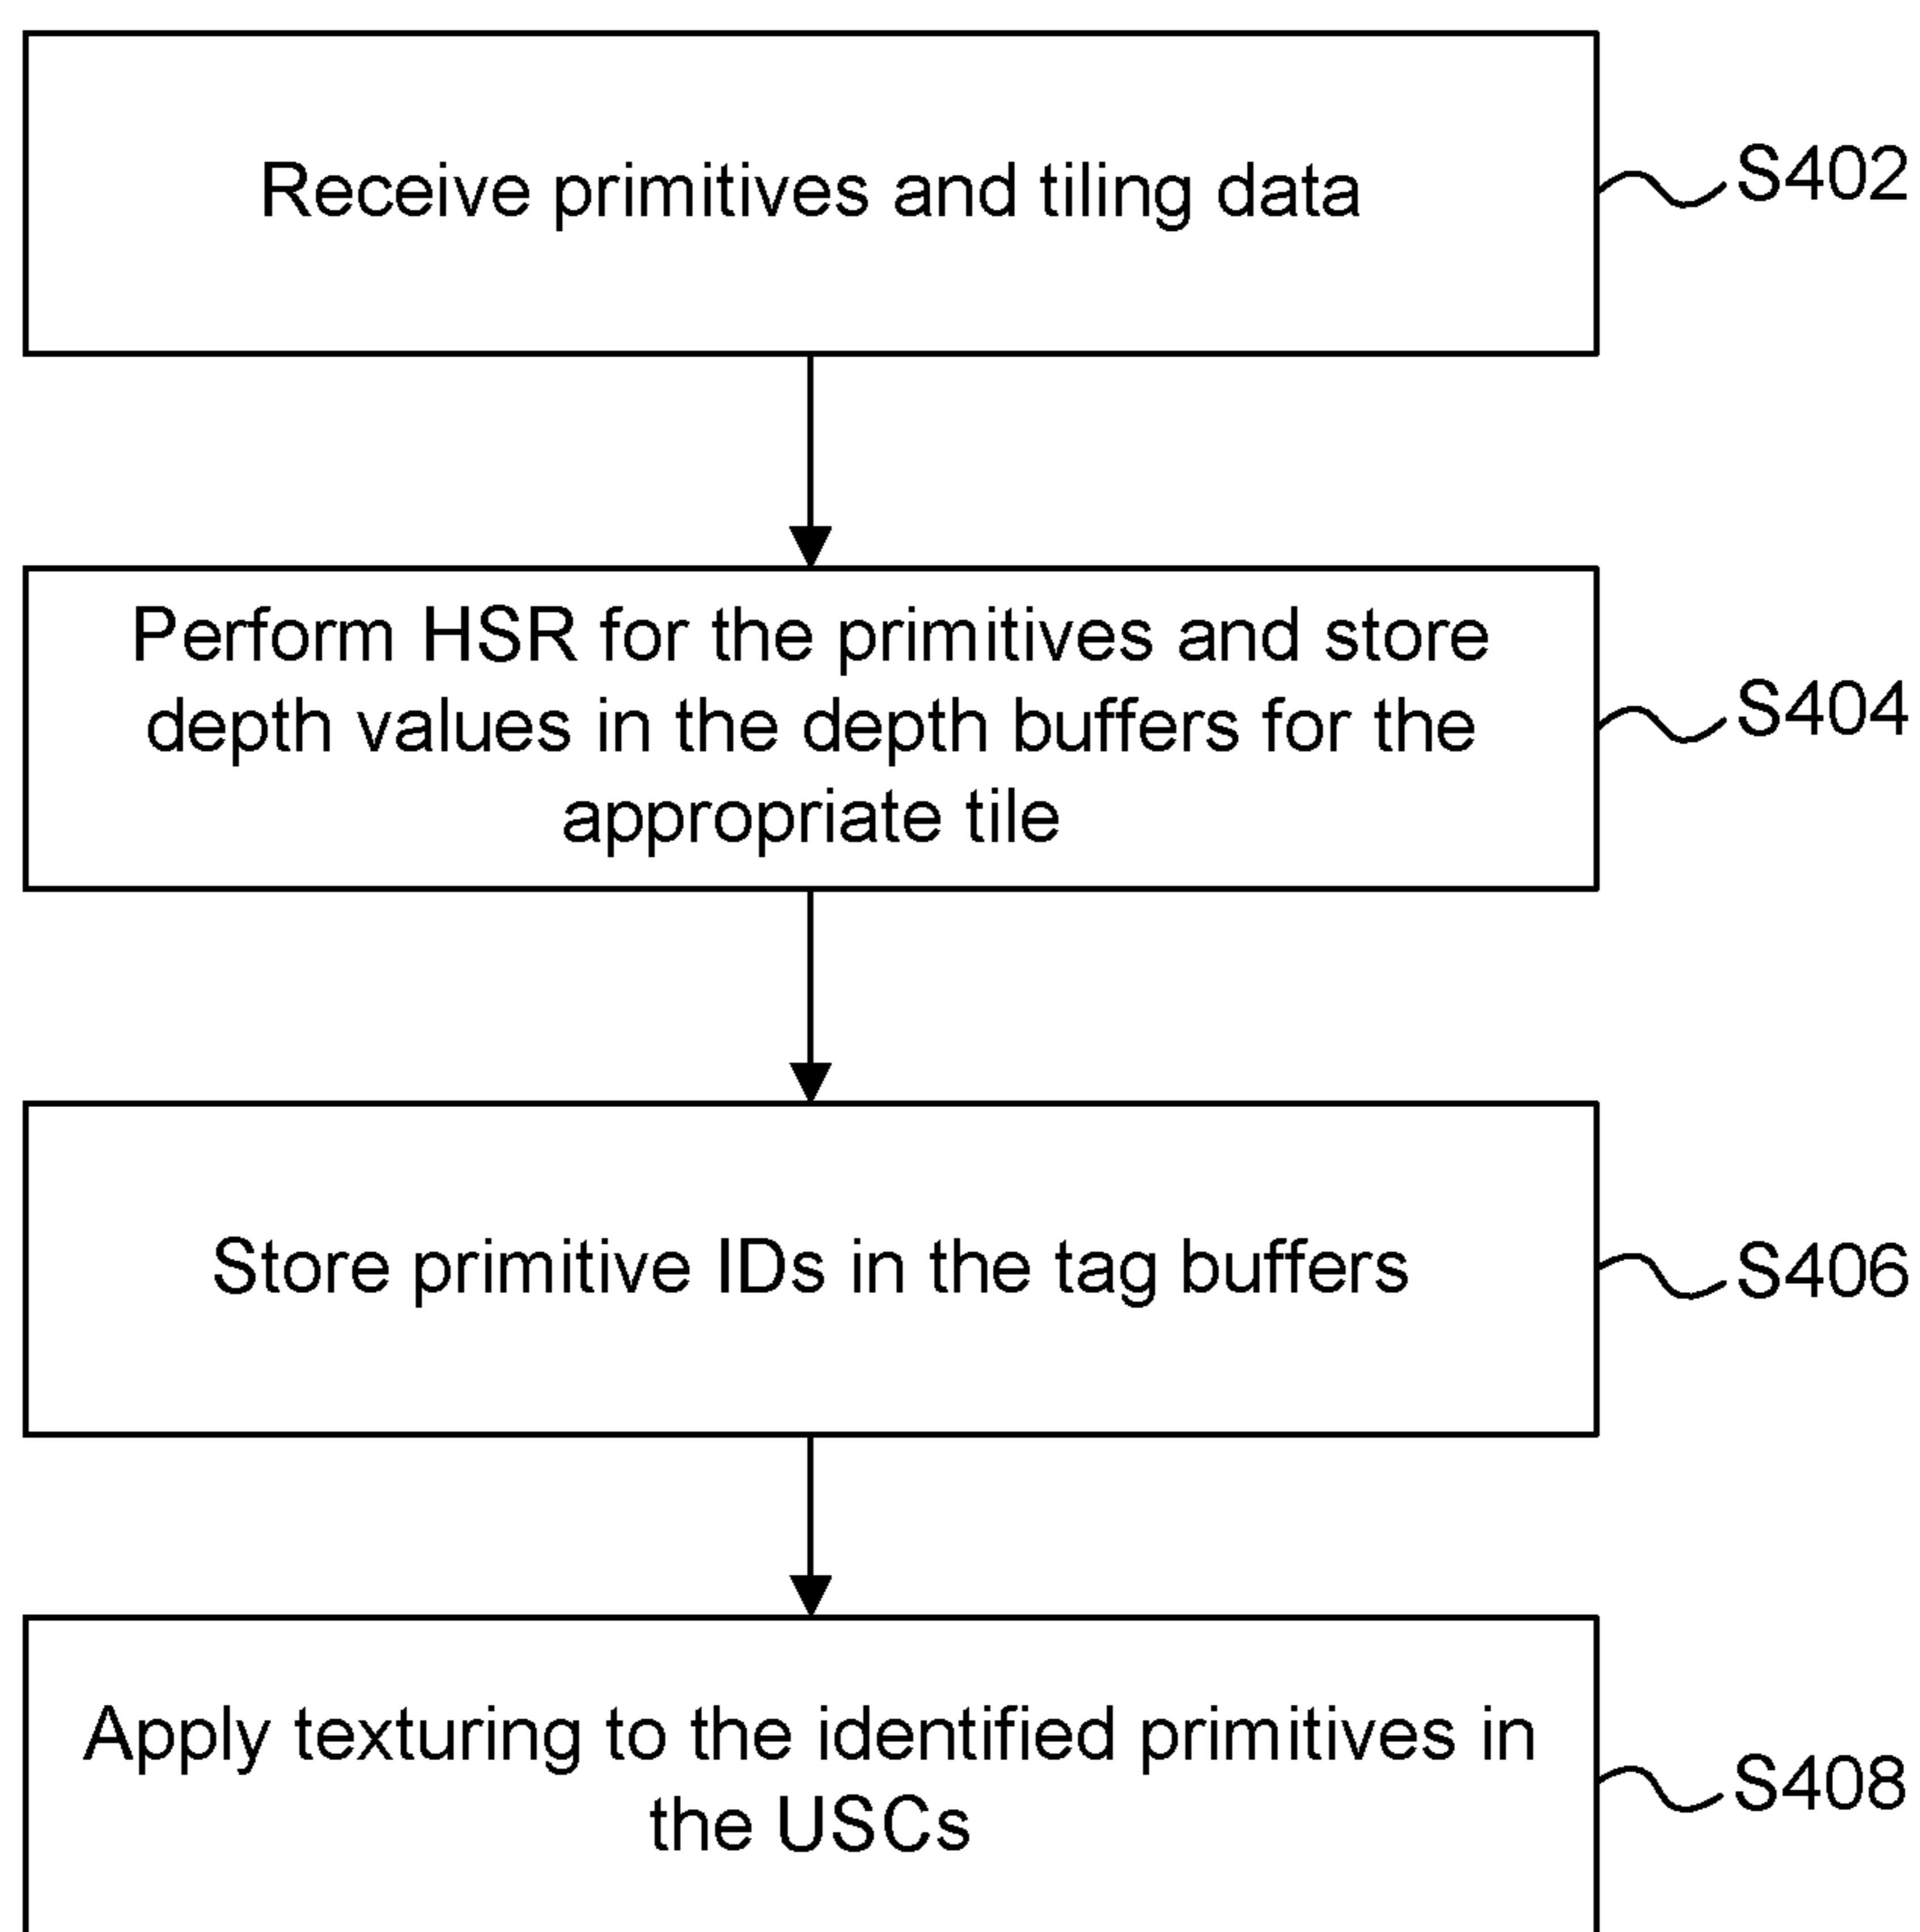 Receive primitives and tiling data
S402
Perform HSR for the primitives and store
depth values in the depth buffers for the
appropriate tile
S404
Store primitive IDs in the tag buffers
S406
Apply texturing to the identified primitives in
the USCs
S408